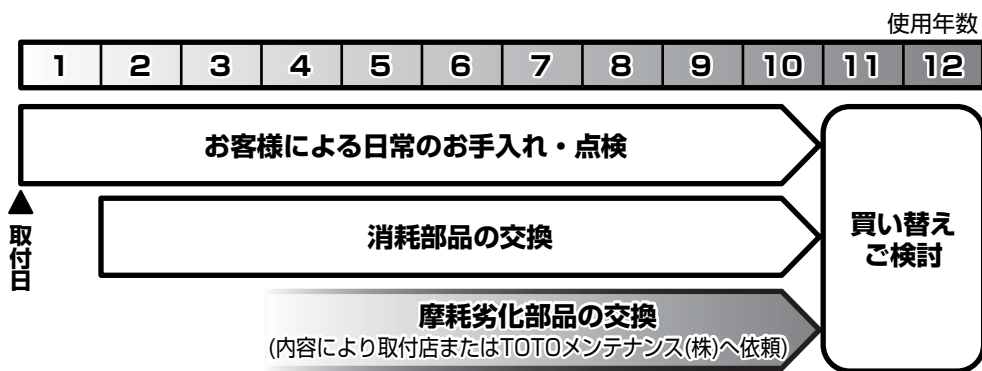 使用年数
1 2 3 4 5 6 7 8 9 10 11 12
お客様による日常のお手入れ・点検
取付日
消耗部品の交換
買い替え
ご検討
摩耗劣化部品の交換
(内容により取付店またはTOTOメンテナンス(株)へ依頼)